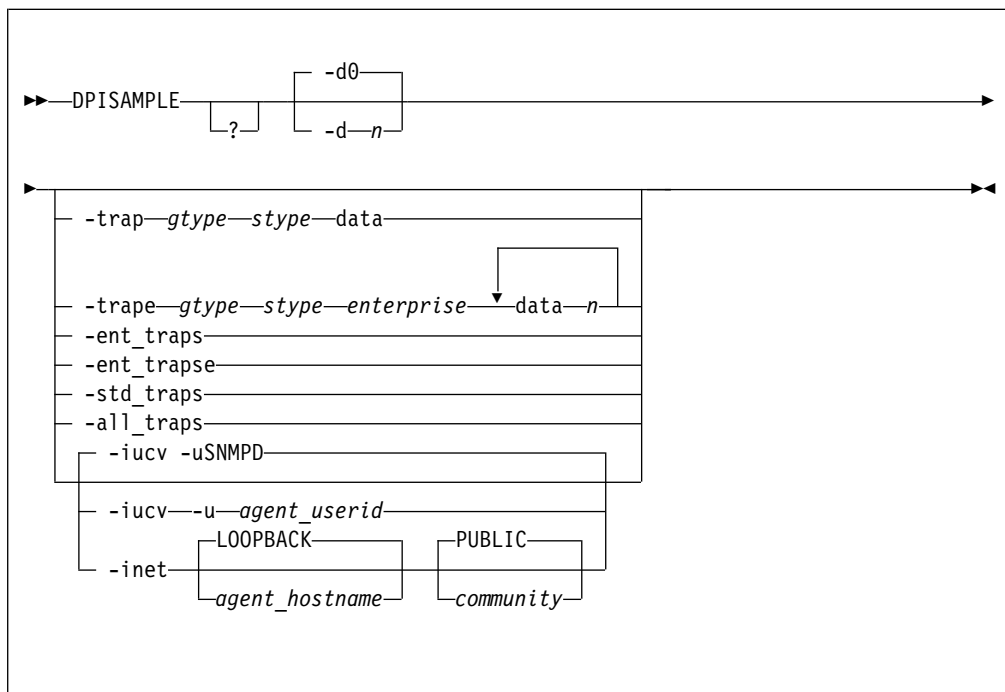 -d0
DPISAMPLE
?
-d n
-trap gtype stype data
-trape gtype stype enterprise data n
-ent_traps
-ent_trapse
-std_traps
-all_traps
-iucv -uSNMPD
-iucv -u agent_userid
LOOPBACK PUBLIC
-inet
agent_hostname community